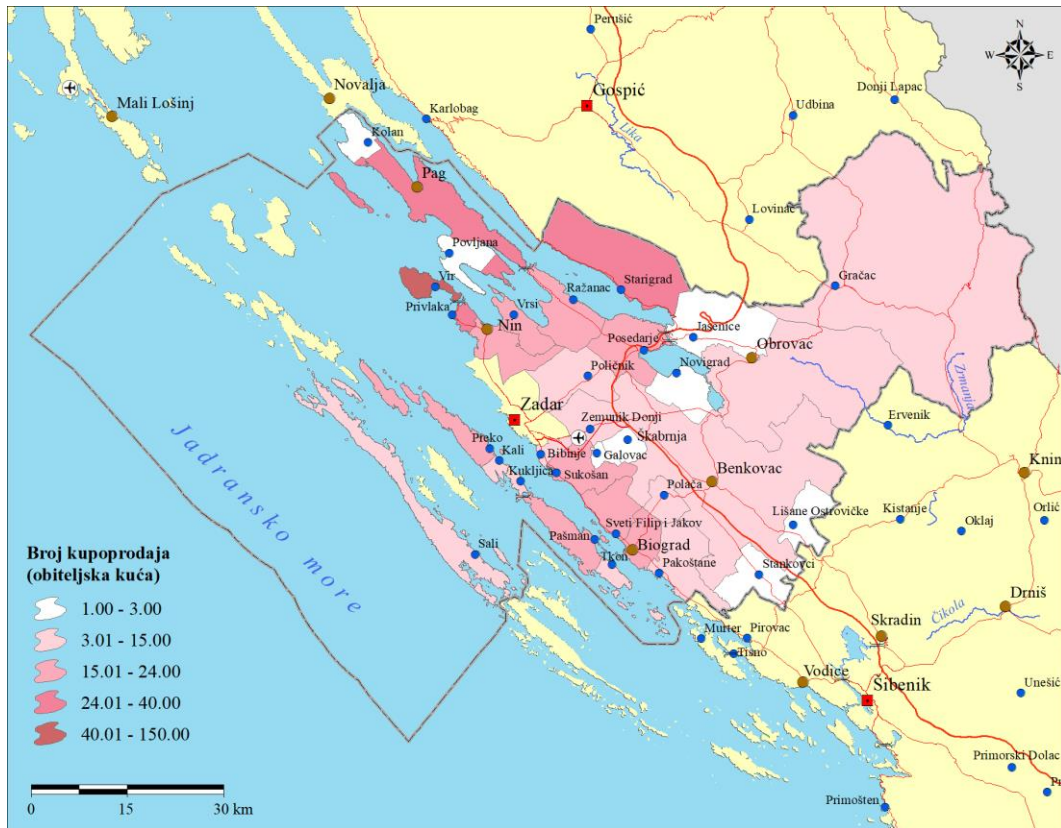 Perušić
N
W E
S
Donji Lapac
Novalja
Gospić
Mali Lošinj
Karlobag
Udbina
Lika
Kolan
Pag
Lovinac
Povljana
Starigrad
Gračac
Vir
Ražanac
Privlaka
Vrsi
Nin
Jasenice
Posedarje
Obrovac
Poličnik
Novigrad
Zrmanja
Zadar
Zemunik Donji
Ervenik
Škabrnja
Preko
Kali
Bibinje
Galovac
Knin
Kukljica
Sukošan
Benkovac
Polača
Jadransko more
Lišane Ostrovičke
Kistanje
Orlić
Oklaj
Sveti Filip i Jakov
Pašman
Biograd
Sali
Tkon
Pakoštane
Stankovci
Broj kupoprodaja
(obiteljska kuća)
1.00 - 3.00
3.01 - 15.00
15.01 - 24.00
24.01 - 40.00
40.01 - 150.00
Drniš
Čikola
Skradin
Murter
Pirovac
Tisno
Vodice
Šibenik
Unešić
Primorski Dolac
Primošten
0 15 30 km